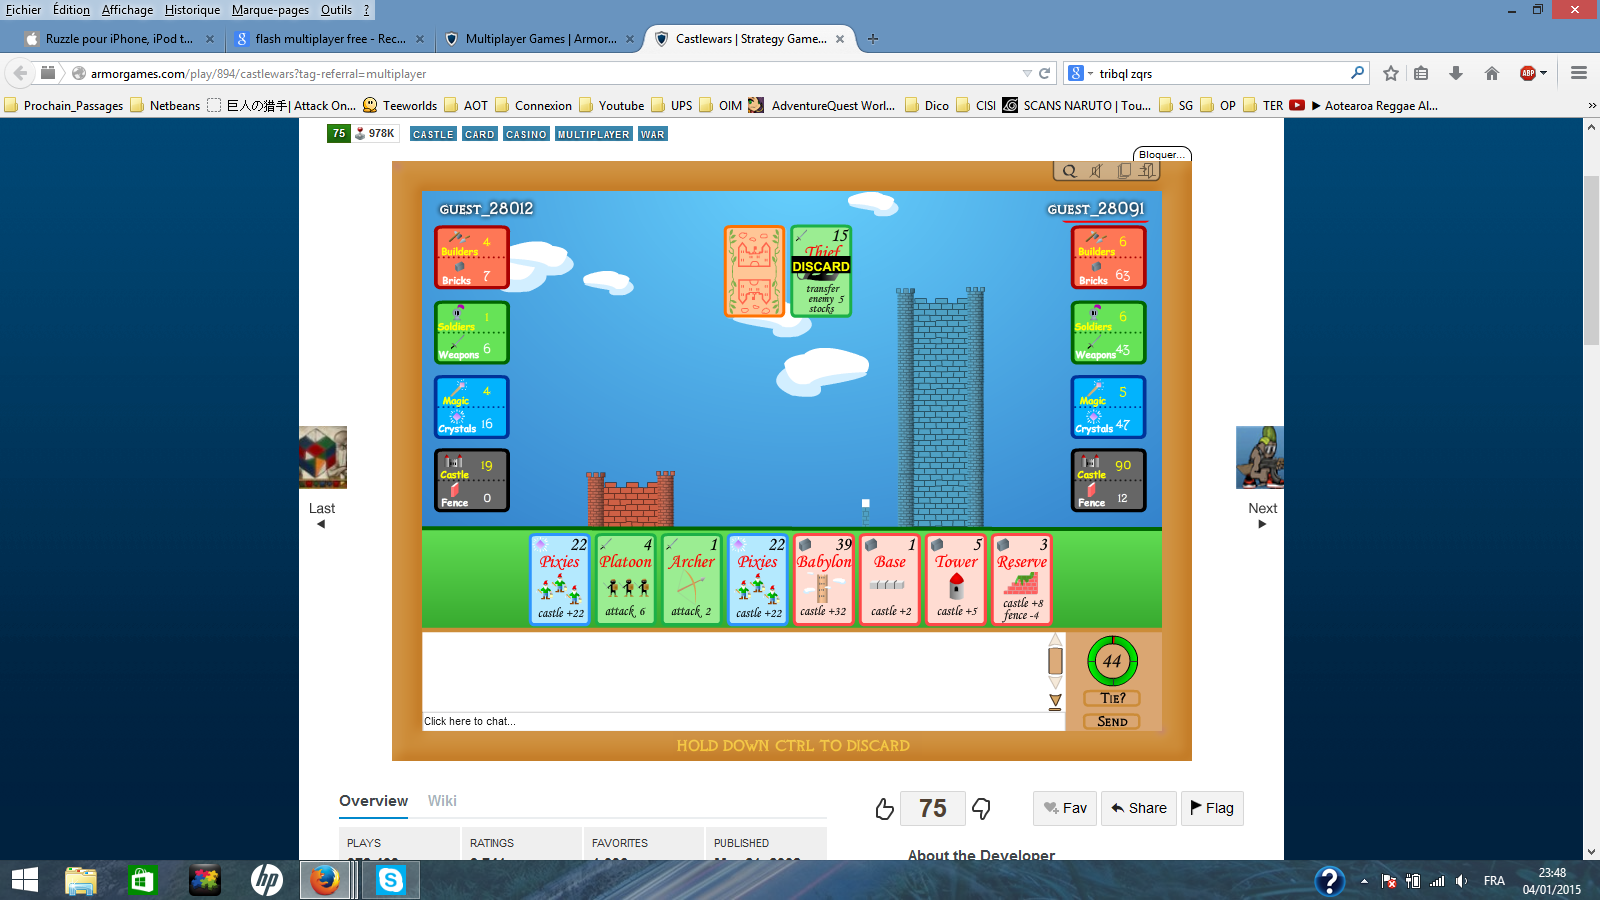 Fichier Édition Affichage Historique Marque-pages Outils ?
Ruzzle pour iPhone, iPod t... flash multiplayer free - Rec... Multiplayer Games | Armor... Castlewars | Strategy Game...
armorgames.com/play/894/castlewars?tag-referral=multiplayer tribql zqrs ABP
Prochain_Passages Netbeans 巨人の猎手| Attack On... Teeworlds AOT Connexion Youtube UPS OIM AdventureQuest Worl... Dico CISI SCANS NARUTO | Tou... SG OP TER ► Aotearoa Reggae Al... »
75 978K CASTLE CARD CASINO MULTIPLAYER WAR
Bloquer...
GUEST_28012 GUEST_28091
Builders 4
Bricks 7
Soldiers 1
Weapons 6
Magic 4
Crystals 16
Castle 19
Fence 0
15
Thief
DISCARD
transfer
enemy 5
stocks
Builders 6
Bricks 63
Soldiers 6
Weapons 43
Magic 5
Crystals 47
Castle 90
Fence 12
Last
Next
22 Pixies castle +22
4 Platoon attack 6
1 Archer attack 2
22 Pixies castle +22
39 Babylon castle +32
1 Base castle +2
5 Tower castle +5
3 Reserve castle +8 fence -4
44
TIE?
SEND
Click here to chat...
HOLD DOWN CTRL TO DISCARD
Overview Wiki
75 Fav Share Flag
PLAYS RATINGS FAVORITES PUBLISHED
About the Developer
hp
FRA
23:48
04/01/2015